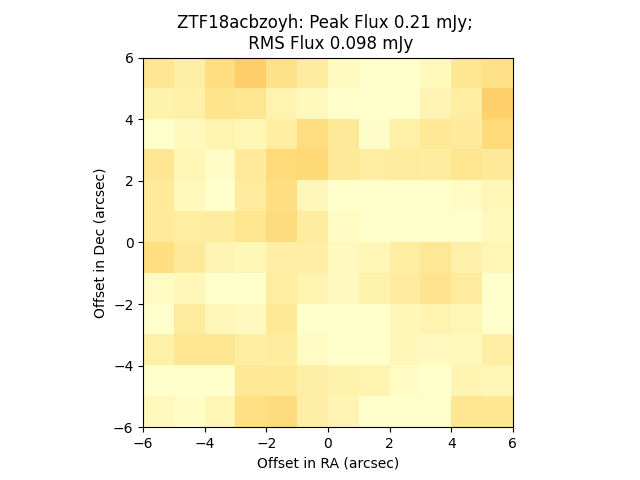 ZTF18acbzoyh: Peak Flux 0.21 mJy;
RMS Flux 0.098 mJy
6
4
2
0
−2
−4
−6
Offset in Dec (arcsec)
−6 −4 −2 0 2 4 6
Offset in RA (arcsec)